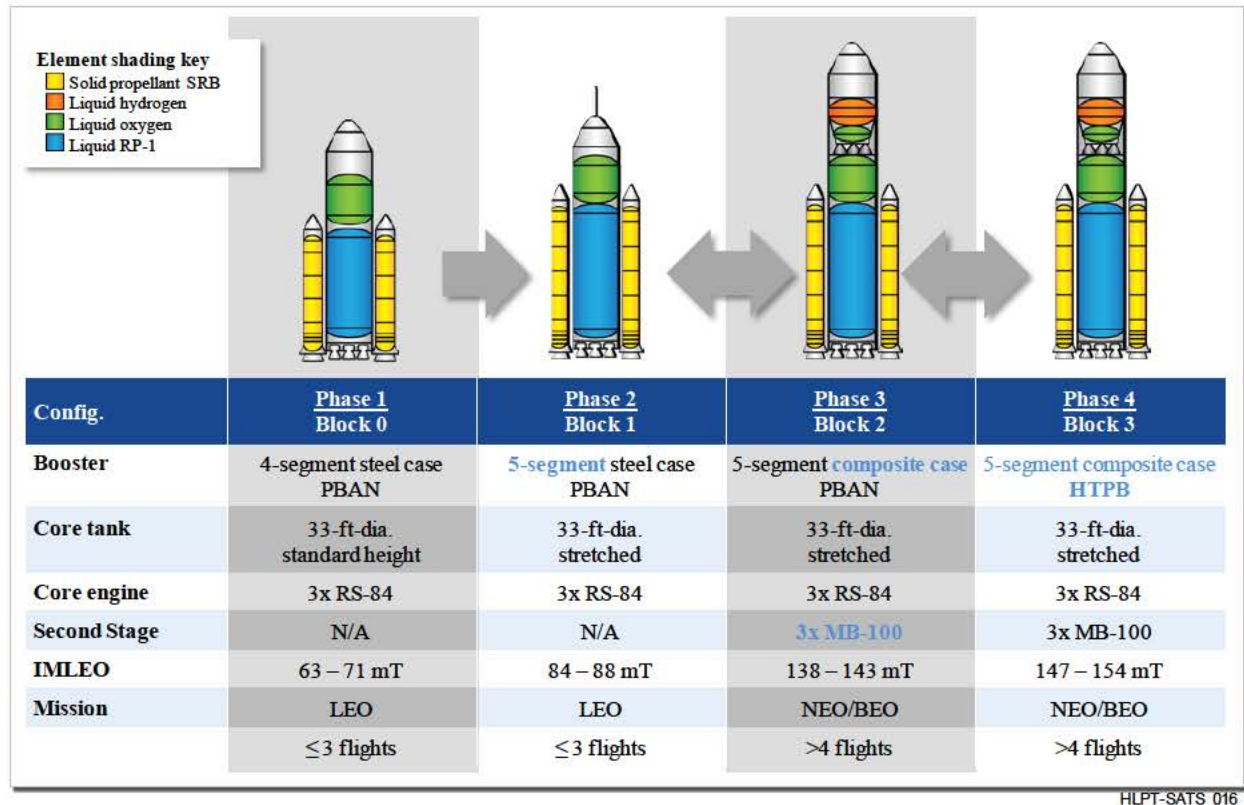 Element shading key
Solid propellant SRB
Liquid hydrogen
Liquid oxygen
Liquid RP-1
Config.
Phase 1
Block 0
Phase 2
Block 1
Phase 3
Block 2
Phase 4
Block 3
Booster
4-segment steel case
PBAN
5-segment steel case
PBAN
5-segment composite case
PBAN
5-segment composite case
HTPB
Core tank
33-ft-dia.
standard height
33-ft-dia.
stretched
33-ft-dia.
stretched
33-ft-dia.
stretched
Core engine
3x RS-84
3x RS-84
3x RS-84
3x RS-84
Second Stage
N/A
N/A
3x MB-100
3x MB-100
IMLEO
63 – 71 mT
84 – 88 mT
138 – 143 mT
147 – 154 mT
Mission
LEO
LEO
NEO/BEO
NEO/BEO
≤3 flights
≤3 flights
>4 flights
>4 flights
HLPT-SATS 016